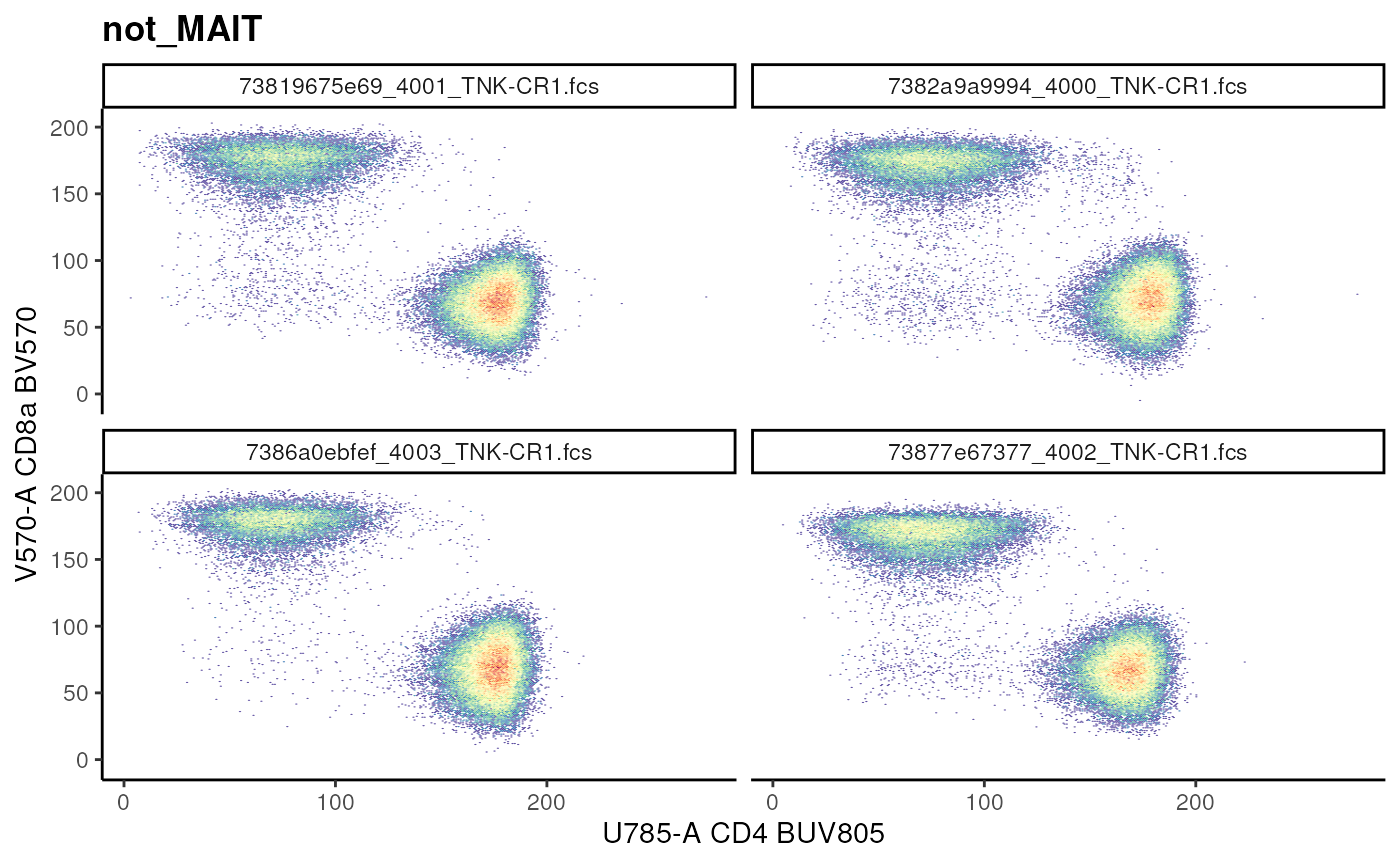 not_MAIT
73819675e69_4001_TNK-CR1.fcs
7382a9a9994_4000_TNK-CR1.fcs
200
150
100
50
0
7386a0ebfef_4003_TNK-CR1.fcs
73877e67377_4002_TNK-CR1.fcs
200
150
100
50
0
V570-A CD8a BV570
0
100
200
0
100
200
U785-A CD4 BUV805